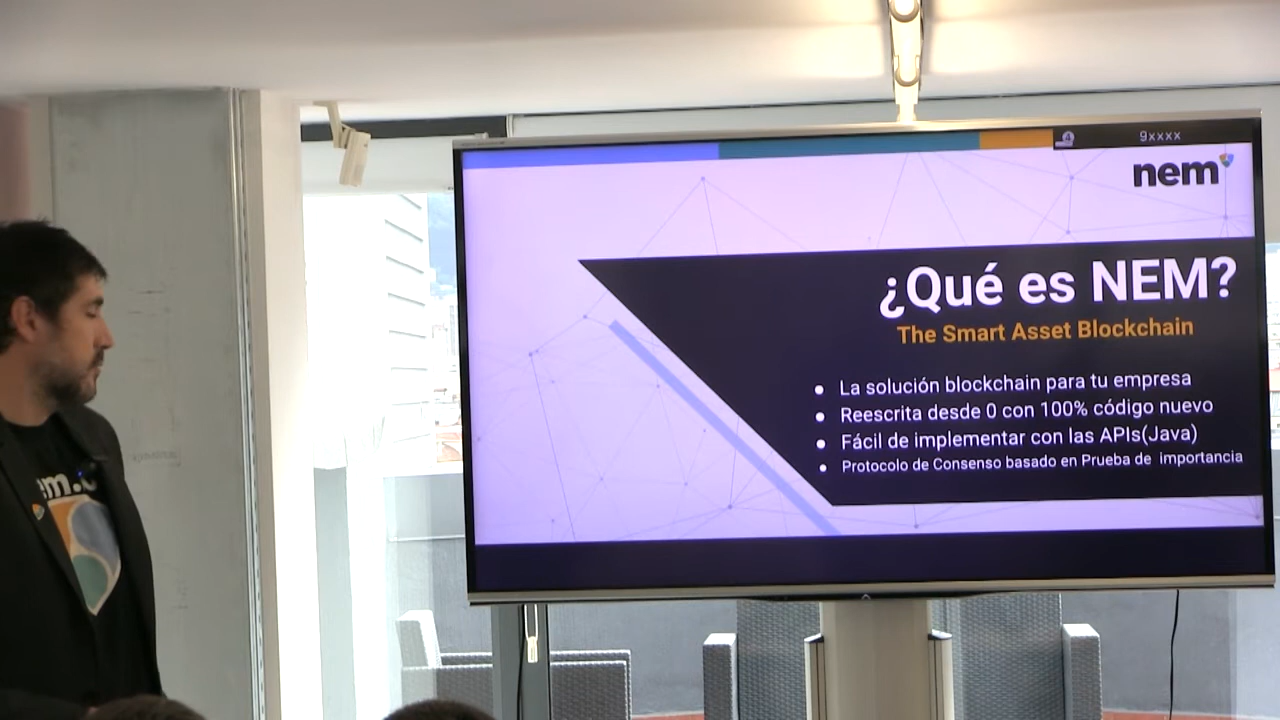 9xxxx
nem
¿Qué es NEM?
The Smart Asset Blockchain
La solución blockchain para tu empresa
Reescrita desde 0 con 100% código nuevo
Fácil de implementar con las APIs(Java)
Protocolo de Consenso basado en Prueba de importancia